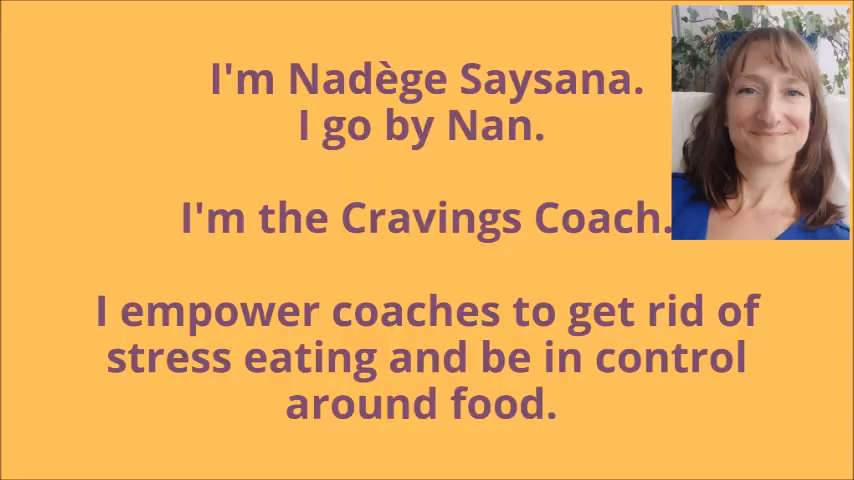 I'm Nadège Saysana.
I go by Nan.
I'm the Cravings Coach.
I empower coaches to get rid of
stress eating and be in control
around food.